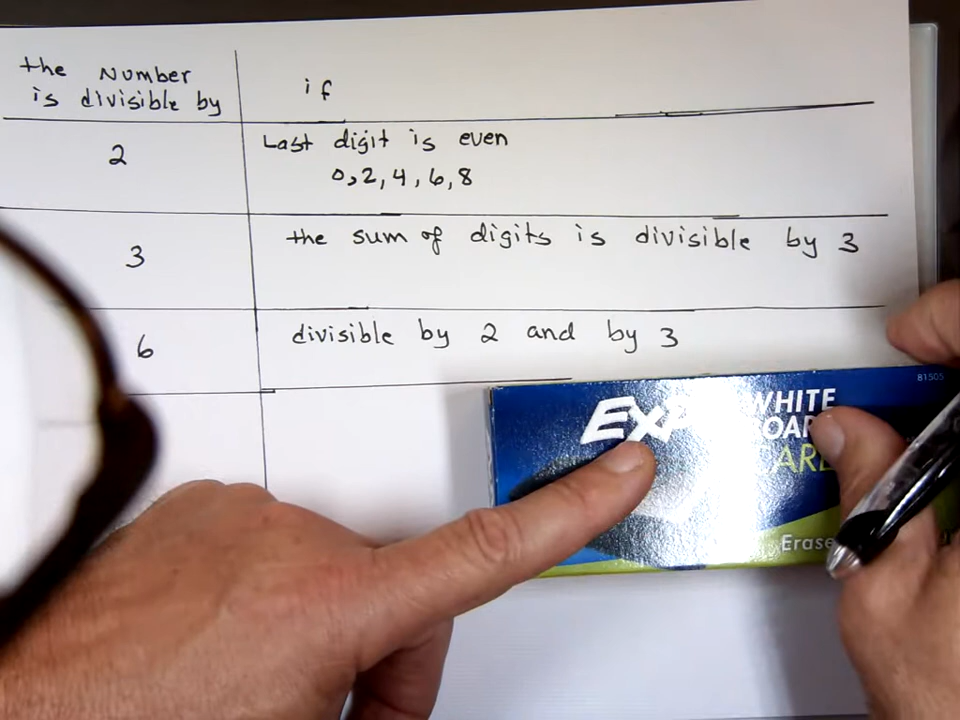 the Number if
is divisible by
2 Last digit is even
0, 2, 4, 6, 8
3 the sum of digits is divisible by 3
6 divisible by 2 and by 3
81505
WHITE
Erase